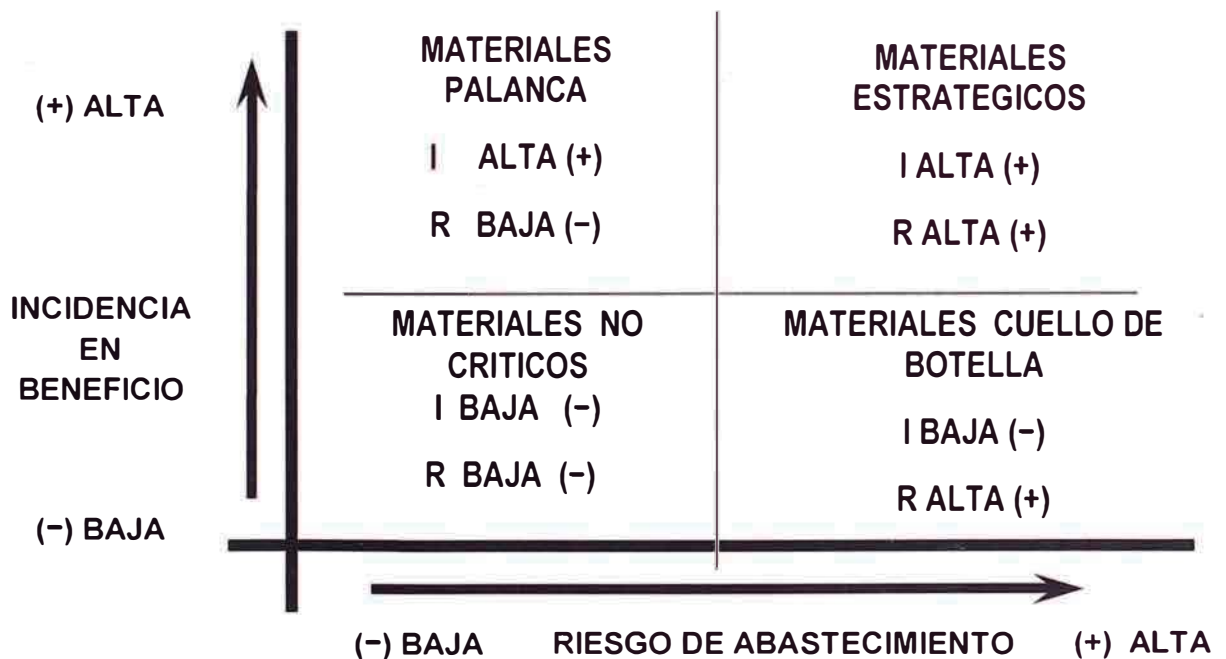 (+) ALTA
INCIDENCIA
EN
BENEFICIO
(−) BAJA
MATERIALES
PALANCA
I ALTA (+)
R BAJA (−)
MATERIALES
ESTRATEGICOS
I ALTA (+)
R ALTA (+)
MATERIALES NO
CRITICOS
I BAJA (−)
R BAJA (−)
MATERIALES CUELLO DE
BOTELLA
I BAJA (−)
R ALTA (+)
(−) BAJA RIESGO DE ABASTECIMIENTO (+) ALTA